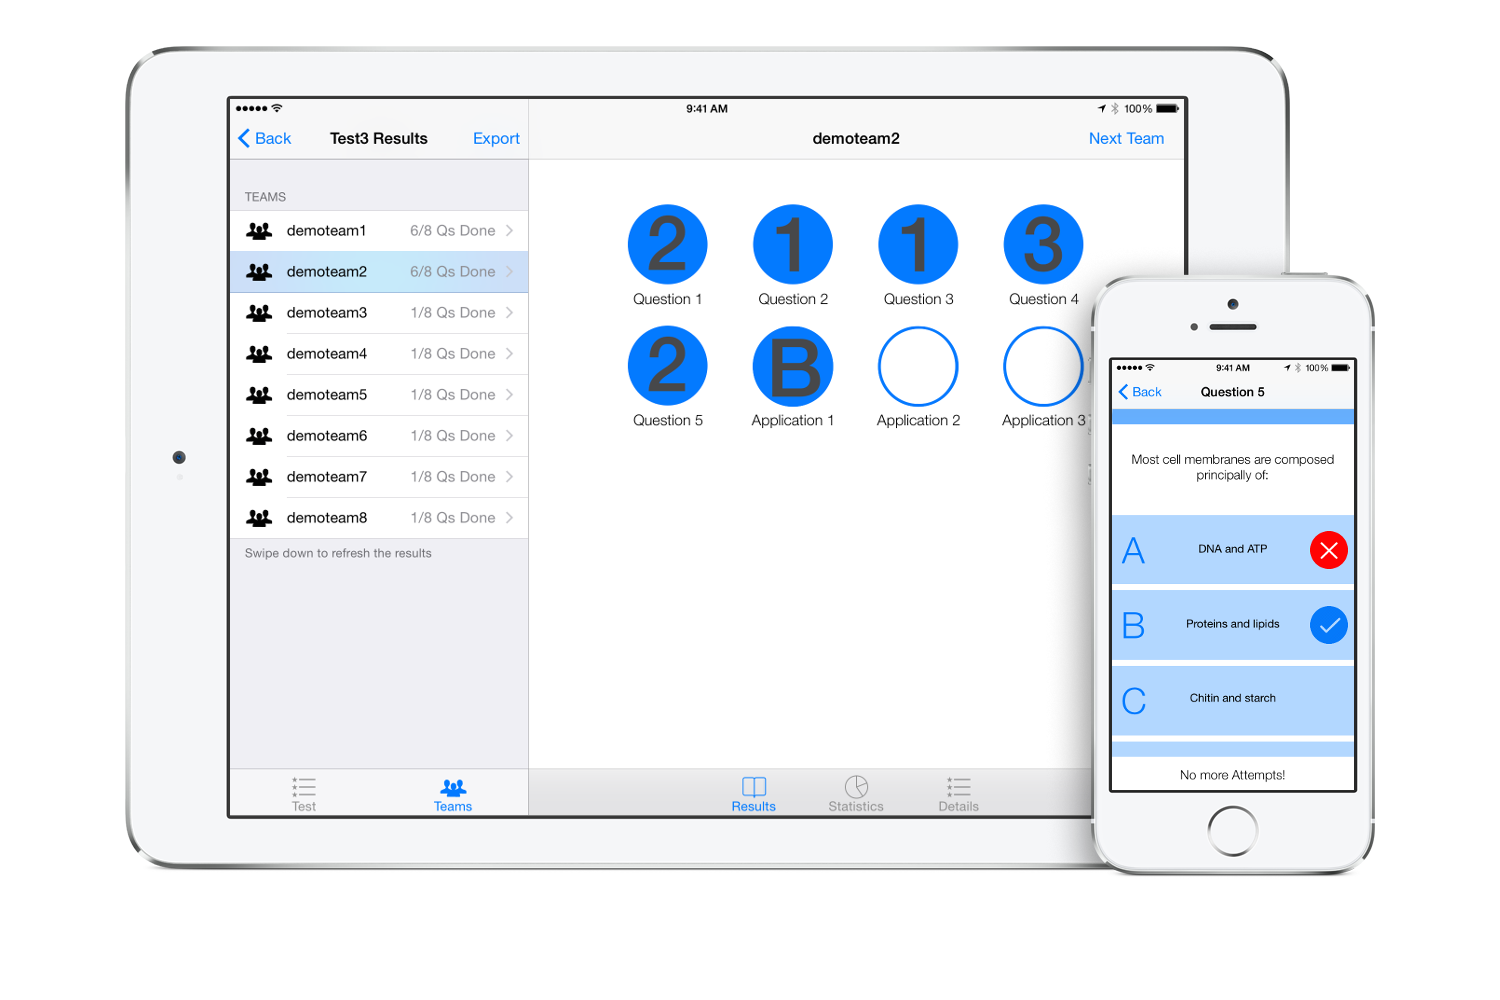 9:41 AM
100%
Back
Test3 Results
Export
demoteam2
Next Team
TEAMS
demoteam1 6/8 Qs Done
demoteam2 6/8 Qs Done
demoteam3 1/8 Qs Done
demoteam4 1/8 Qs Done
demoteam5 1/8 Qs Done
demoteam6 1/8 Qs Done
demoteam7 1/8 Qs Done
demoteam8 1/8 Qs Done
Swipe down to refresh the results
Test
Teams
2 1 1 3
Question 1 Question 2 Question 3 Question 4
2 B
Question 5 Application 1 Application 2 Application 3
Results
Statistics
Details
9:41 AM
100%
Back
Question 5
Most cell membranes are composed
principally of:
A DNA and ATP
B Proteins and lipids
C Chitin and starch
No more Attempts!